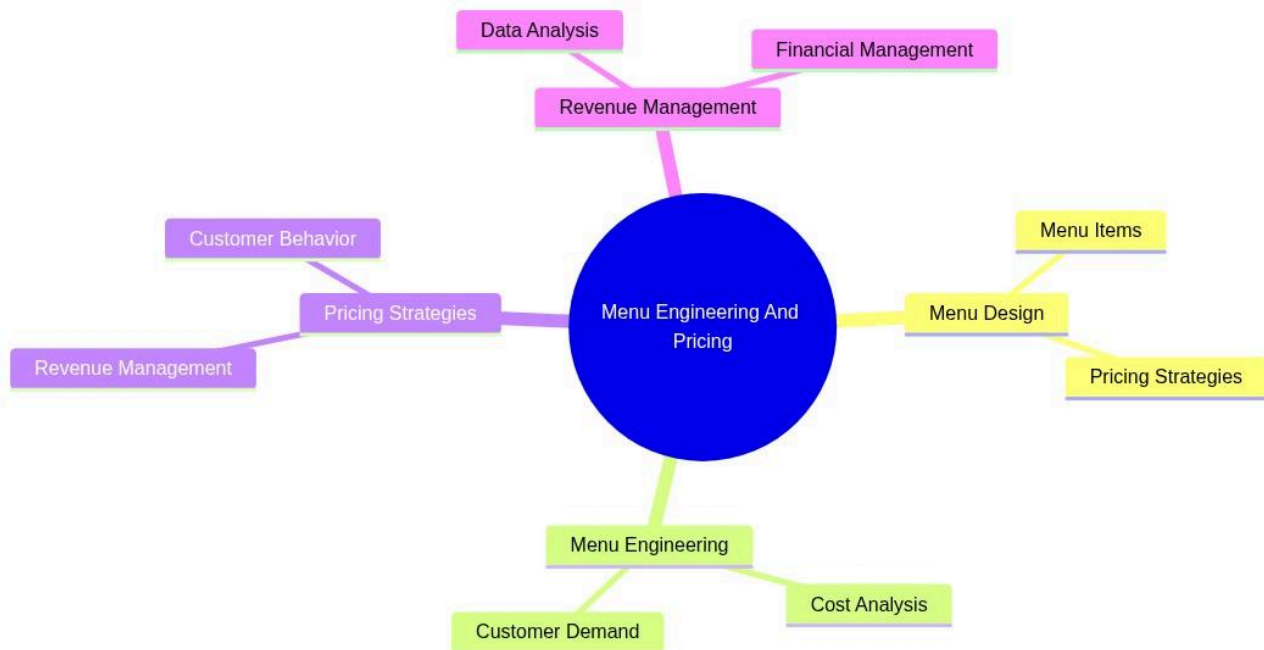 Data Analysis
Financial Management
Revenue Management
Customer Behavior
Menu Items
Pricing Strategies
Menu Engineering And
Pricing
Menu Design
Revenue Management
Pricing Strategies
Menu Engineering
Cost Analysis
Customer Demand